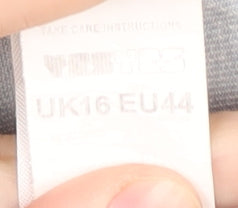 TAKE CARE INSTRUCTIONS
UK16 EU44